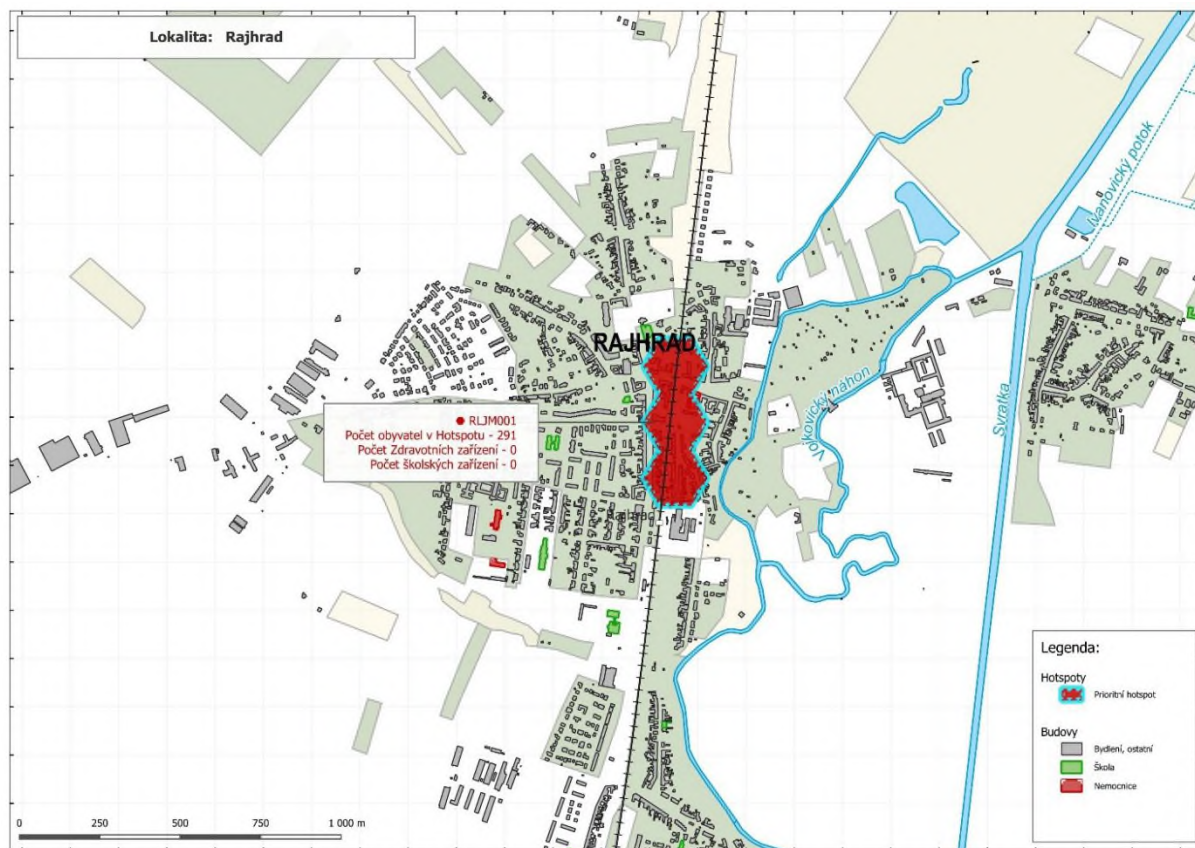 Lokalita: Rajhrad
Ivanovický potok
RAJHRAD
Vojkovický náhon
Svratka
RLJM001
Počet obyvatel v Hotspotu - 291
Počet Zdravotních zařízení - 0
Počet školských zařízení - 0
Rajhrad
Legenda:
Hotspoty
Prioritní hotspot
Budovy
Bydlení, ostatní
Škola
Nemocnice
0 250 500 750 1 000 m